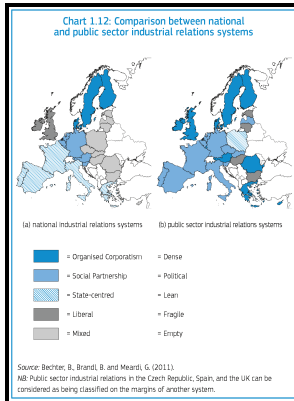 Chart 1.12: Comparison between national
and public sector industrial relations systems
(a) national industrial relations systems
(b) public sector industrial relations systems
= Organised Corporatism = Dense
= Social Partnership = Political
= State-centred = Lean
= Liberal = Fragile
= Mixed = Empty
Source: Bechter, B., Brandl, B. and Meardi, G. (2011).
NB: Public sector industrial relations in the Czech Republic, Spain, and the UK can be
considered as being classified on the margins of another system.